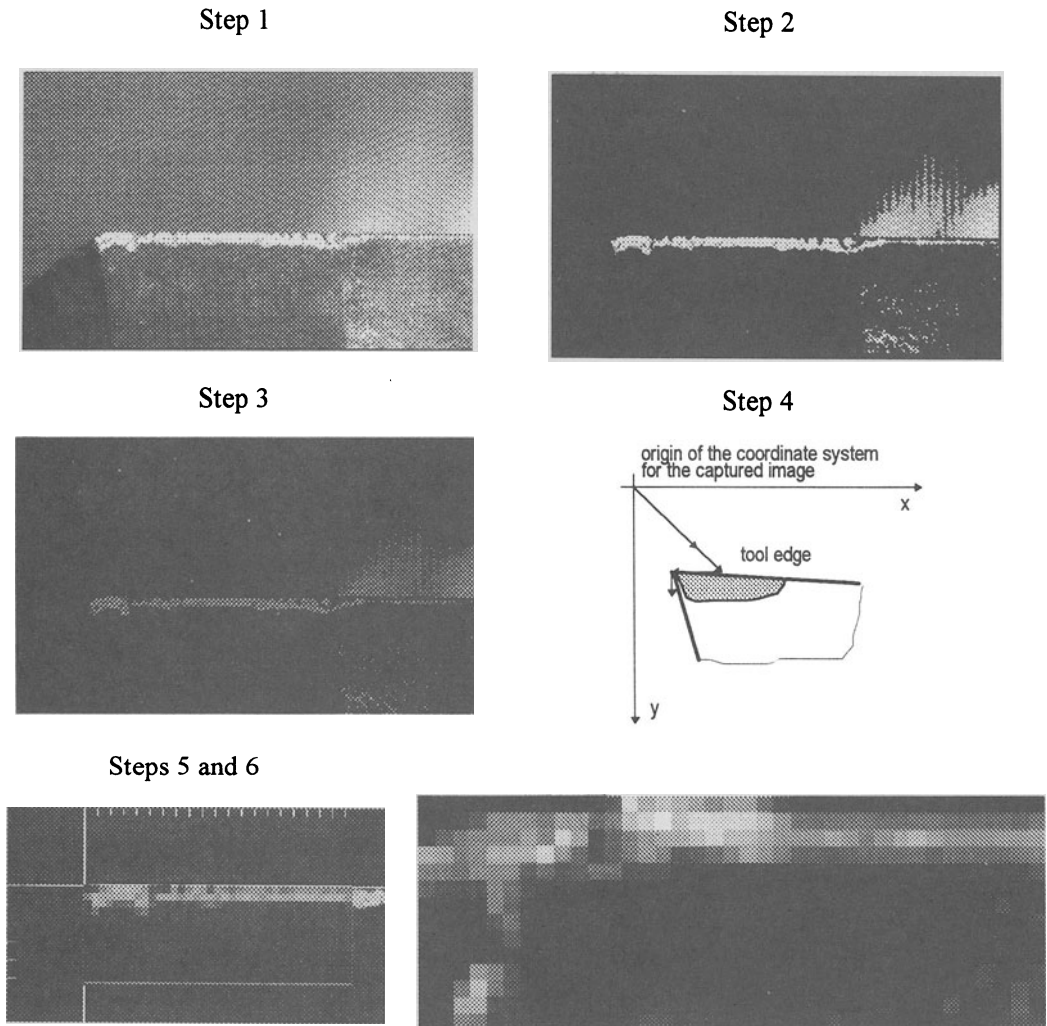 Step 1
Step 2
Step 3
Step 4
origin of the coordinate system
for the captured image
x
tool edge
y
Steps 5 and 6